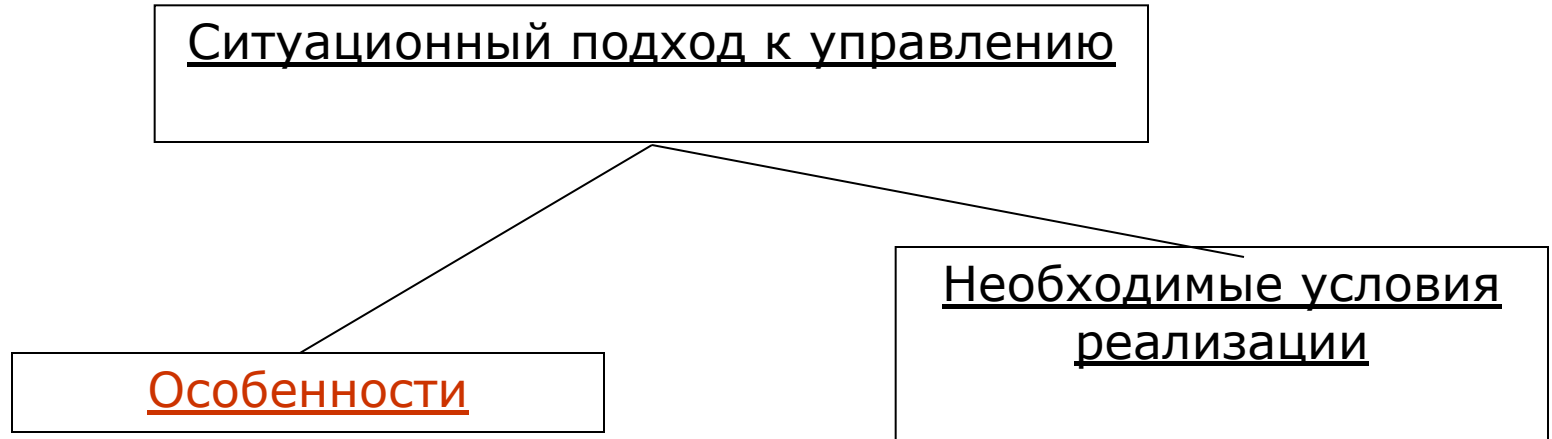 Ситуационный подход к управлению
Необходимые условия
реализации
Особенности